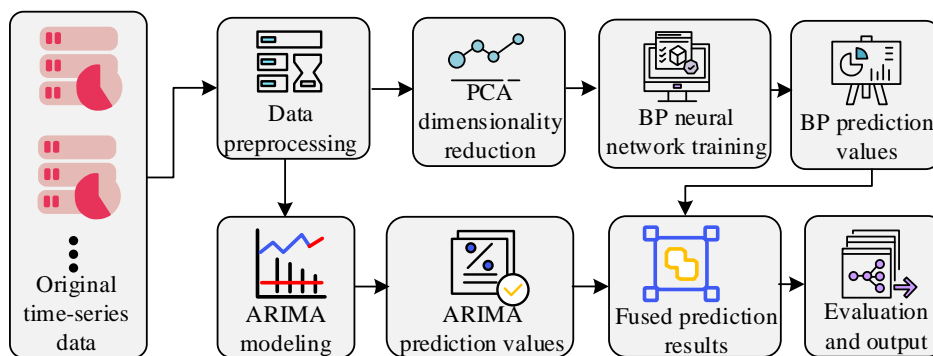 Original
time-series
data
Data
preprocessing
PCA
dimensionality
reduction
BP neural
network training
BP prediction
values
ARIMA
modeling
%
ARIMA
prediction values
Fused prediction
results
Evaluation
and output